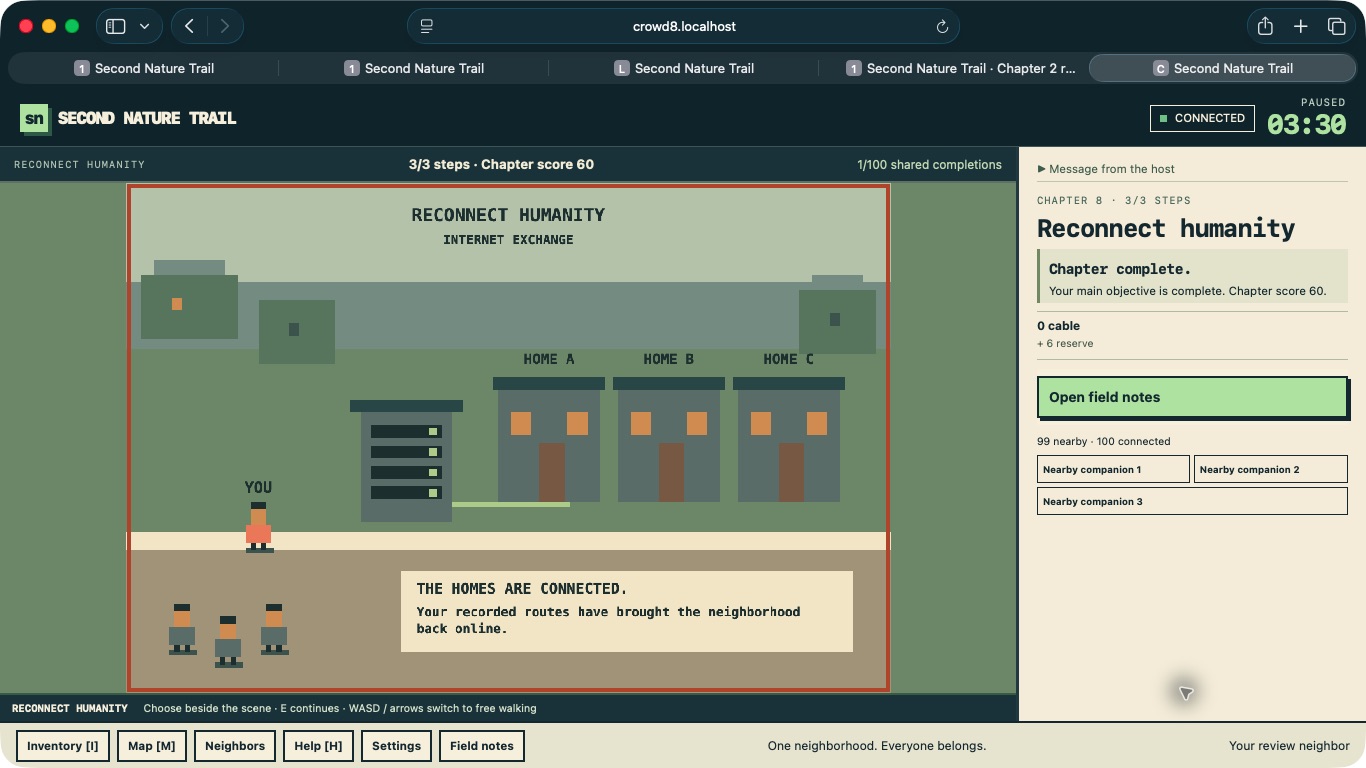 crowd8.localhost
1 Second Nature Trail
1 Second Nature Trail
L Second Nature Trail
1 Second Nature Trail · Chapter 2 r...
C Second Nature Trail
sn SECOND NATURE TRAIL
CONNECTED
PAUSED
03:30
RECONNECT HUMANITY
3/3 steps · Chapter score 60
1/100 shared completions
RECONNECT HUMANITY
INTERNET EXCHANGE
HOME A
HOME B
HOME C
YOU
THE HOMES ARE CONNECTED.
Your recorded routes have brought the neighborhood
back online.
RECONNECT HUMANITY
Choose beside the scene · E continues · WASD / arrows switch to free walking
Message from the host
CHAPTER 8 · 3/3 STEPS
Reconnect humanity
Chapter complete.
Your main objective is complete. Chapter score 60.
0 cable
+ 6 reserve
Open field notes
99 nearby · 100 connected
Nearby companion 1
Nearby companion 2
Nearby companion 3
Inventory [I]
Map [M]
Neighbors
Help [H]
Settings
Field notes
One neighborhood. Everyone belongs.
Your review neighbor